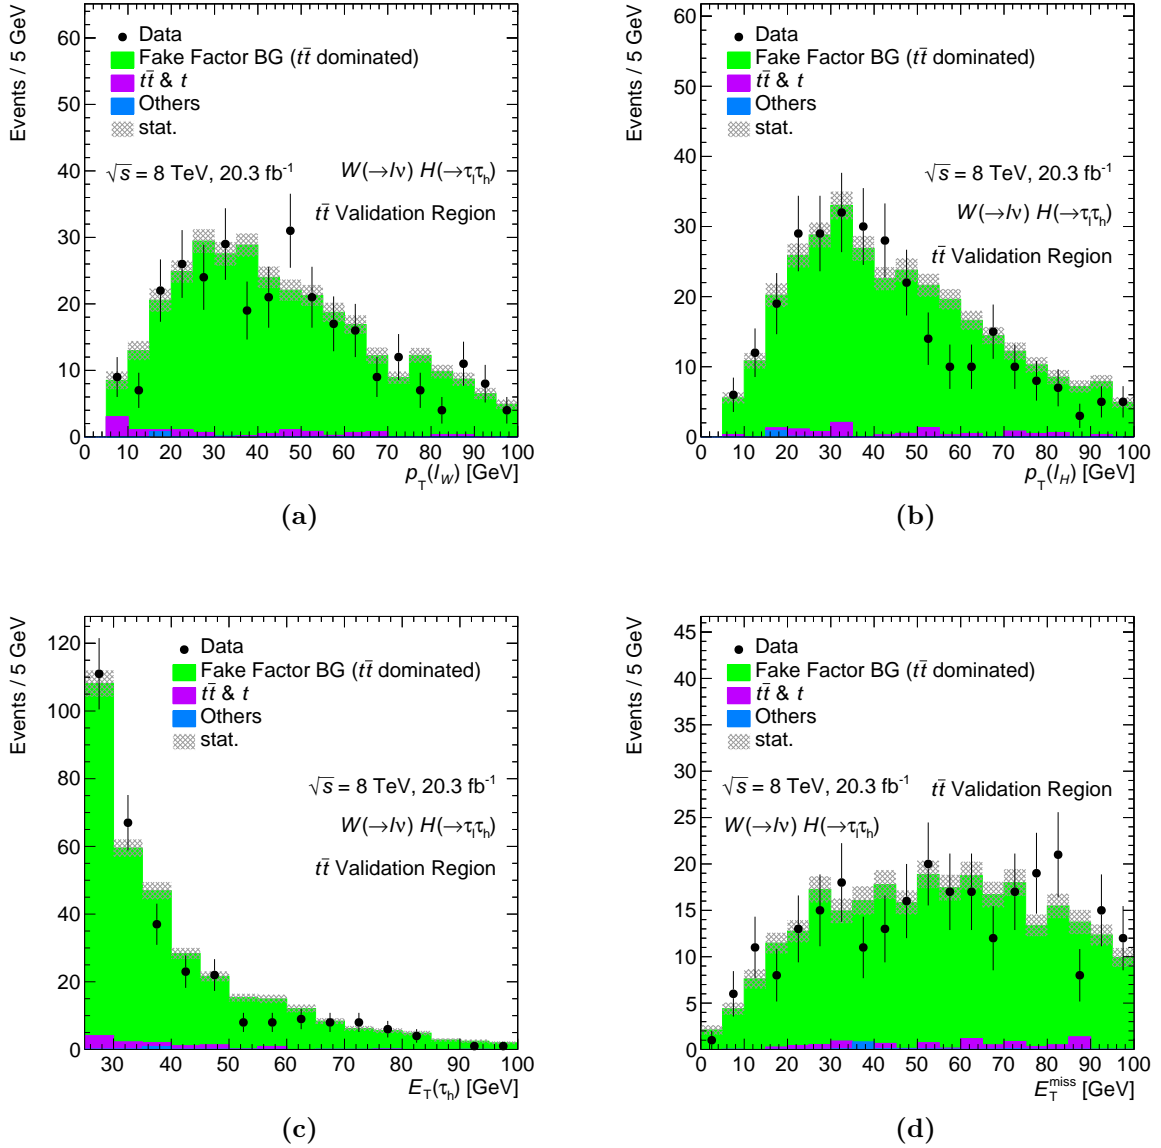 Events / 5 GeV
60
50
40
30
20
10
0
Data
Fake Factor BG (tt̄ dominated)
tt̄ & t
Others
stat.
√s = 8 TeV, 20.3 fb⁻¹
W(→lν) H(→τ_lτ_h)
tt̄ Validation Region
0 10 20 30 40 50 60 70 80 90 100
p_T(l_W) [GeV]
(a)
Events / 5 GeV
60
50
40
30
20
10
0
Data
Fake Factor BG (tt̄ dominated)
tt̄ & t
Others
stat.
√s = 8 TeV, 20.3 fb⁻¹
W(→lν) H(→τ_lτ_h)
tt̄ Validation Region
0 10 20 30 40 50 60 70 80 90 100
p_T(l_H) [GeV]
(b)
Events / 5 GeV
120
100
80
60
40
20
0
Data
Fake Factor BG (tt̄ dominated)
tt̄ & t
Others
stat.
√s = 8 TeV, 20.3 fb⁻¹
W(→lν) H(→τ_lτ_h)
tt̄ Validation Region
30 40 50 60 70 80 90 100
E_T(τ_h) [GeV]
(c)
Events / 5 GeV
45
40
35
30
25
20
15
10
5
0
Data
Fake Factor BG (tt̄ dominated)
tt̄ & t
Others
stat.
√s = 8 TeV, 20.3 fb⁻¹
tt̄ Validation Region
W(→lν) H(→τ_lτ_h)
0 10 20 30 40 50 60 70 80 90 100
E_T^miss [GeV]
(d)